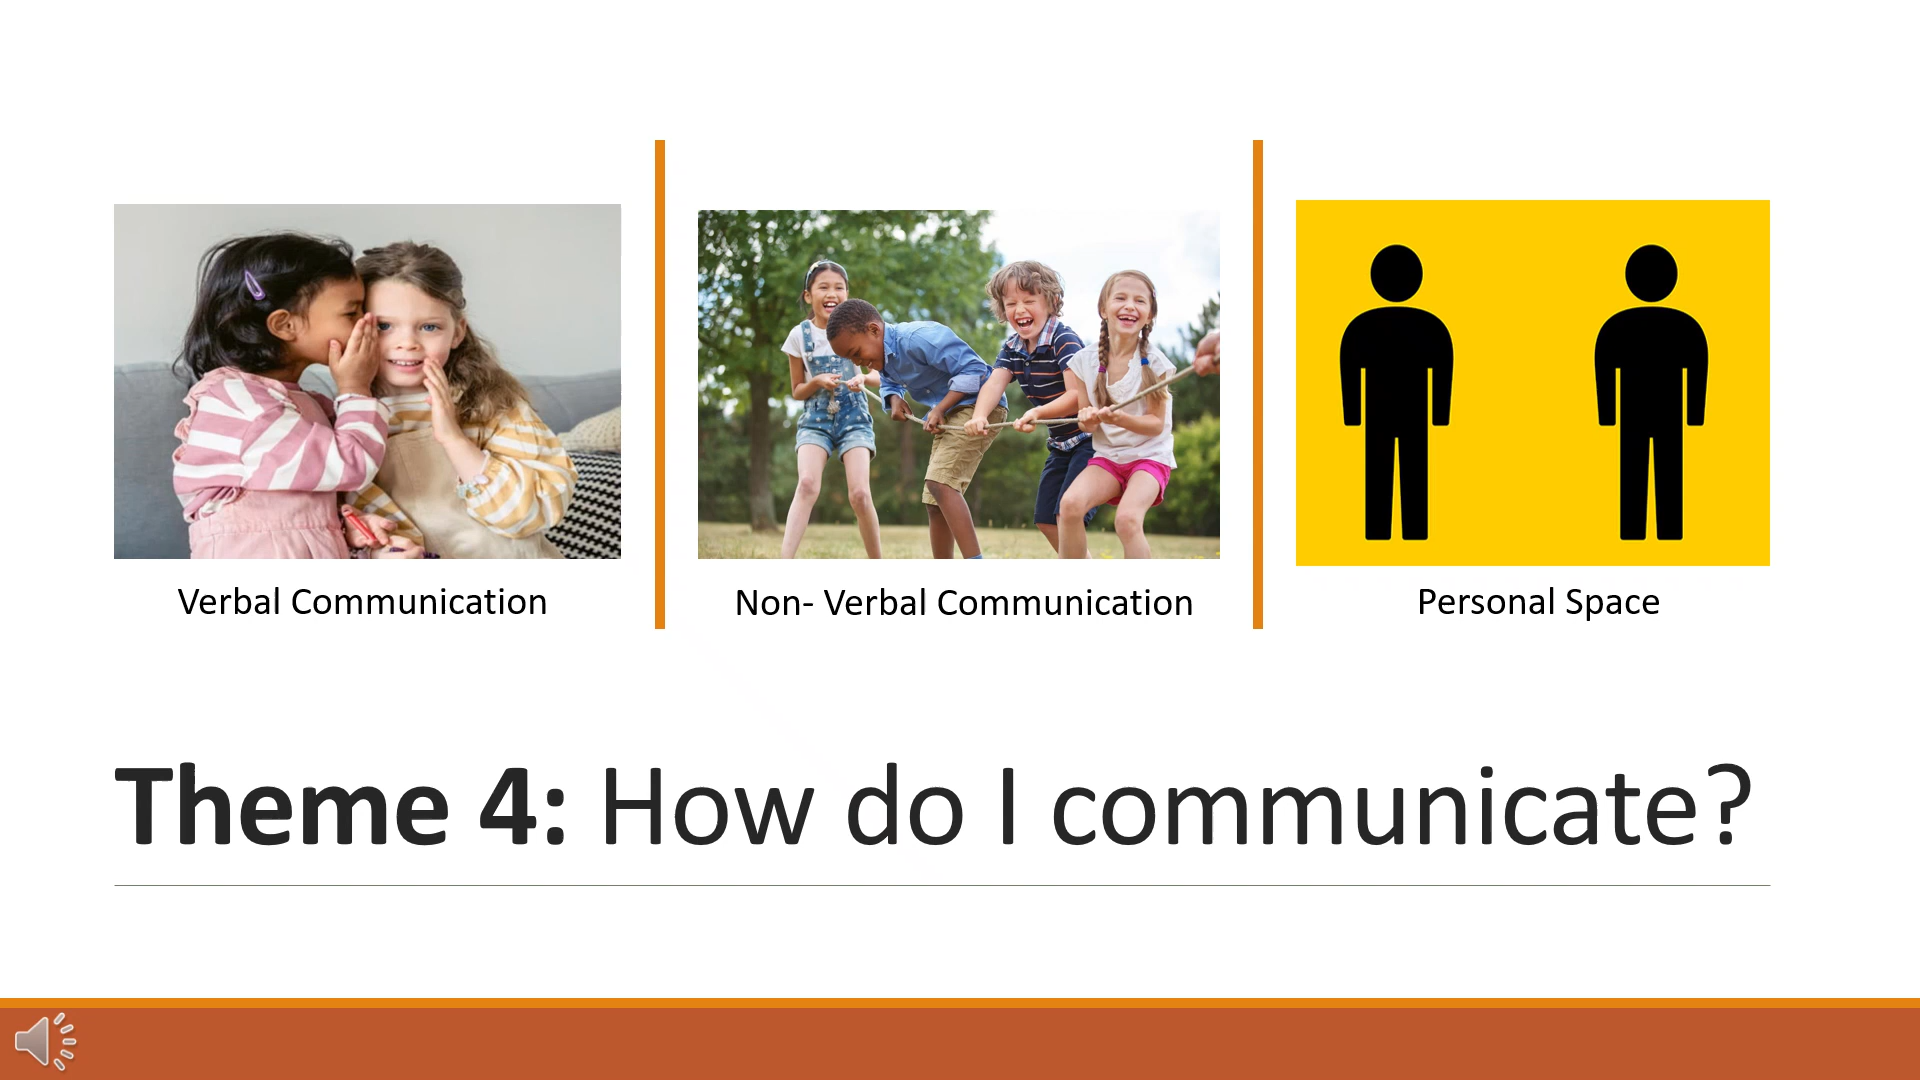 Verbal Communication
Non- Verbal Communication
Personal Space
Theme 4: How do I communicate?